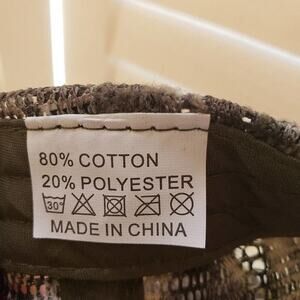 80% COTTON
20% POLYESTER
30°
MADE IN CHINA